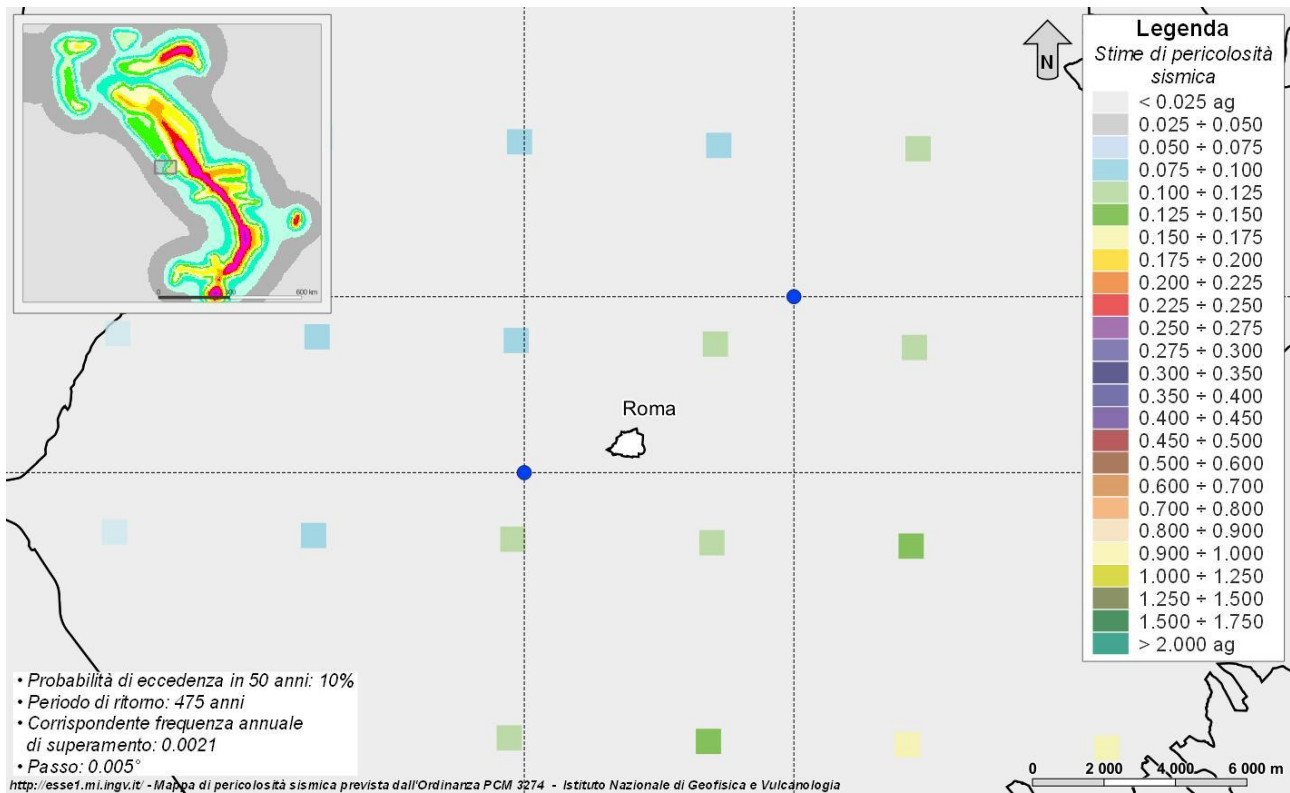 Legenda
Stime di pericolosità
sismica
< 0.025 ag
0.025 ÷ 0.050
0.050 ÷ 0.075
0.075 ÷ 0.100
0.100 ÷ 0.125
0.125 ÷ 0.150
0.150 ÷ 0.175
0.175 ÷ 0.200
0.200 ÷ 0.225
0.225 ÷ 0.250
0.250 ÷ 0.275
0.275 ÷ 0.300
0.300 ÷ 0.350
0.350 ÷ 0.400
0.400 ÷ 0.450
0.450 ÷ 0.500
0.500 ÷ 0.600
0.600 ÷ 0.700
0.700 ÷ 0.800
0.800 ÷ 0.900
0.900 ÷ 1.000
1.000 ÷ 1.250
1.250 ÷ 1.500
1.500 ÷ 1.750
> 2.000 ag
N
0 600 km
Roma
• Probabilità di eccedenza in 50 anni: 10%
• Periodo di ritorno: 475 anni
• Corrispondente frequenza annuale
di superamento: 0.0021
• Passo: 0.005°
0 2 000 4 000 6 000 m
http://esse1.mi.ingv.it/ - Mappa di pericolosità sismica prevista dall'Ordinanza PCM 3274 - Istituto Nazionale di Geofisica e Vulcanologia